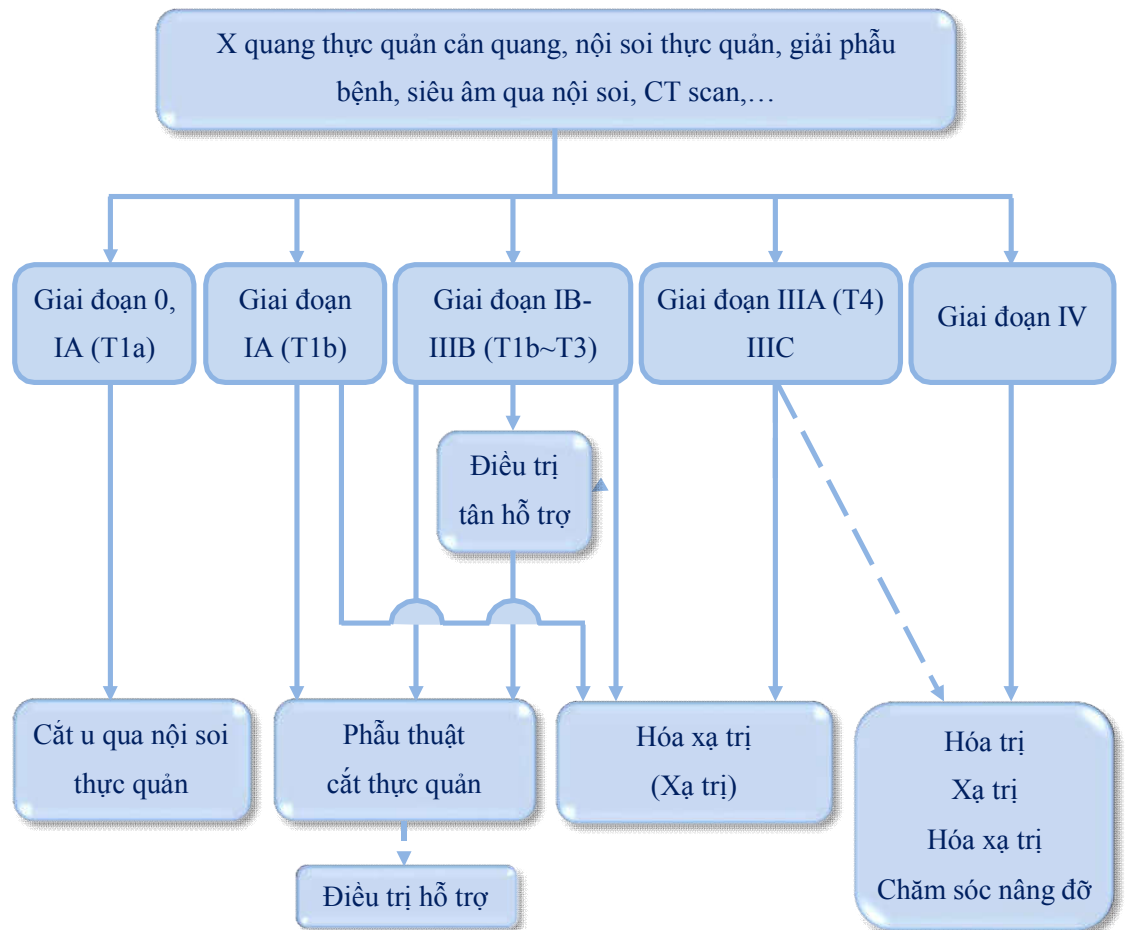 X quang thực quản cản quang, nội soi thực quản, giải phẫu
bệnh, siêu âm qua nội soi, CT scan,…
Giai đoạn 0,
IA (T1a)
Giai đoạn
IA (T1b)
Giai đoạn IB-
IIIB (T1b~T3)
Giai đoạn IIIA (T4)
IIIC
Giai đoạn IV
Điều trị
tân hỗ trợ
Cắt u qua nội soi
thực quản
Phẫu thuật
cắt thực quản
Hóa xạ trị
(Xạ trị)
Hóa trị
Xạ trị
Hóa xạ trị
Chăm sóc nâng đỡ
Điều trị hỗ trợ